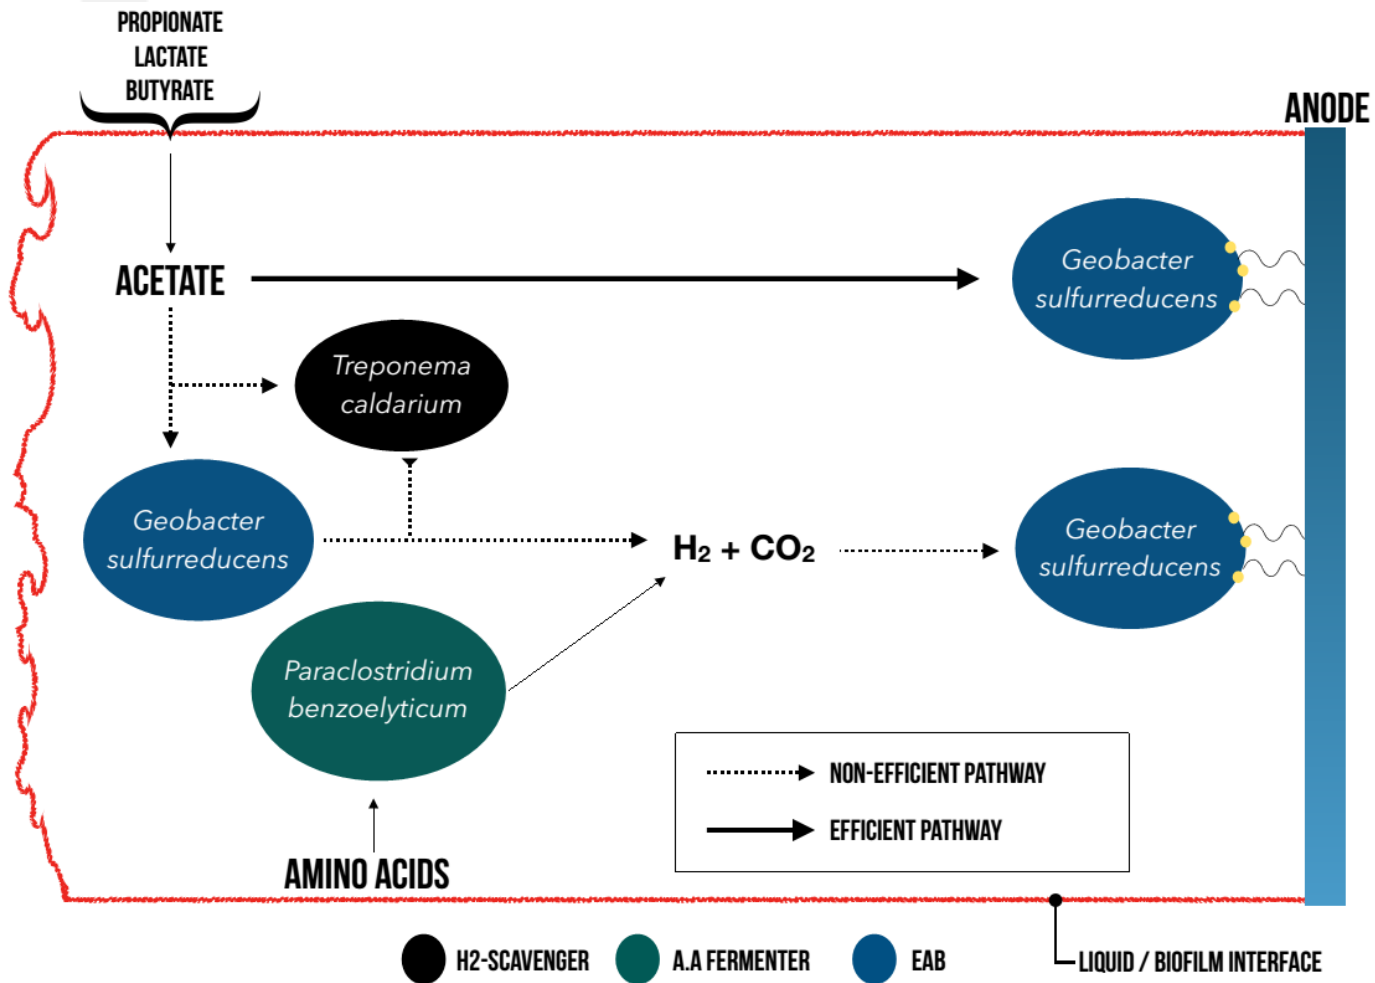 PROPIONATE
LACTATE
BUTYRATE
ANODE
Geobacter
sulfurreducens
ACETATE
Treponema
caldarium
Geobacter
sulfurreducens
H₂ + CO₂
Geobacter
sulfurreducens
Paraclostridium
benzoelyticum
NON-EFFICIENT PATHWAY
EFFICIENT PATHWAY
AMINO ACIDS
H2-SCAVENGER
A.A FERMENTER
EAB
LIQUID / BIOFILM INTERFACE